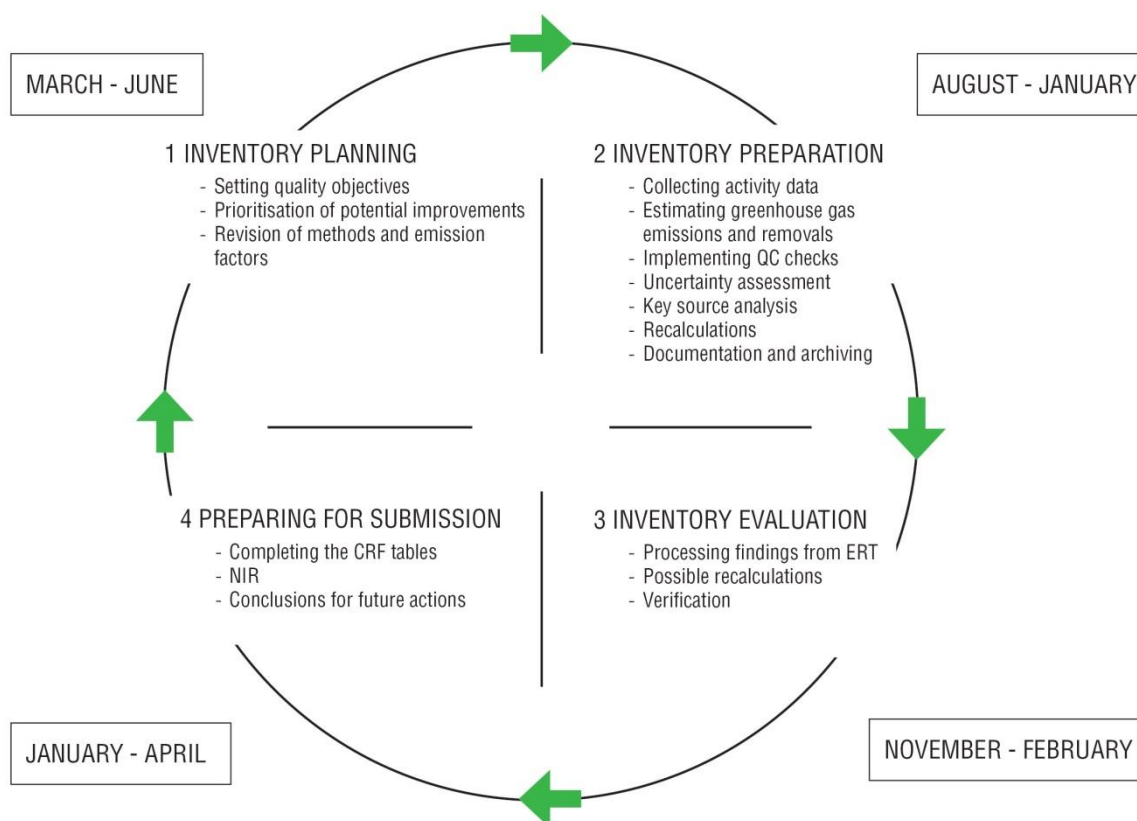 MARCH - JUNE
AUGUST - JANUARY
1 INVENTORY PLANNING
- Setting quality objectives
- Prioritisation of potential improvements
- Revision of methods and emission
factors
2 INVENTORY PREPARATION
- Collecting activity data
- Estimating greenhouse gas
emissions and removals
- Implementing QC checks
- Uncertainty assessment
- Key source analysis
- Recalculations
- Documentation and archiving
4 PREPARING FOR SUBMISSION
- Completing the CRF tables
- NIR
- Conclusions for future actions
3 INVENTORY EVALUATION
- Processing findings from ERT
- Possible recalculations
- Verification
JANUARY - APRIL
NOVEMBER - FEBRUARY